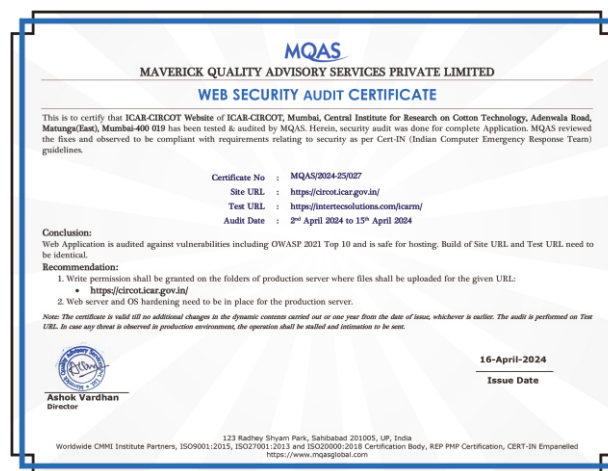 MQAS
MAVERICK QUALITY ADVISORY SERVICES PRIVATE LIMITED
WEB SECURITY AUDIT CERTIFICATE
This is to certify that ICAR-CIRCOT Website of ICAR-CIRCOT, Mumbai, Central Institute for Research on Cotton Technology, Adenwala Road,
Matunga(East), Mumbai-400 019 has been tested & audited by MQAS. Herein, security audit was done for complete Application. MQAS reviewed
the fixes and observed to be compliant with requirements relating to security as per Cert-IN (Indian Computer Emergency Response Team)
guidelines.
Certificate No : MQAS/2024-25/027
Site URL : https://circot.icar.gov.in/
Test URL : https://intertecsolutions.com/icarm/
Audit Date : 2nd April 2024 to 15th April 2024
Conclusion:
Web Application is audited against vulnerabilities including OWASP 2021 Top 10 and is safe for hosting. Build of Site URL and Test URL need to
be identical.
Recommendation:
1. Write permission shall be granted on the folders of production server where files shall be uploaded for the given URL:
• https://circot.icar.gov.in/
2. Web server and OS hardening need to be in place for the production server.
Note: The certificate is valid till no additional changes in the dynamic contents carried out or one year from the date of issue, whichever is earlier. The audit is performed on Test
URL. In case any threat is observed in production environment, the operation shall be stalled and intimation to be sent.
Ashok Vardhan
Director
16-April-2024
Issue Date
123 Radhey Shyam Park, Sahibabad 201005, UP, India
Worldwide CMMI Institute Partners, ISO9001:2015, ISO27001:2013 and ISO20000:2018 Certification Body, REP PMP Certification, CERT-IN Empanelled
https://www.mqasglobal.com